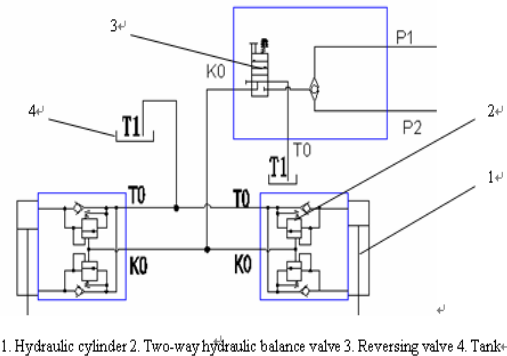 3
P1
K0
2
4
T1
P2
T0
1
T1
T0
T0
K0
K0
1. Hydraulic cylinder 2. Two-way hydraulic balance valve 3. Reversing valve 4. Tank